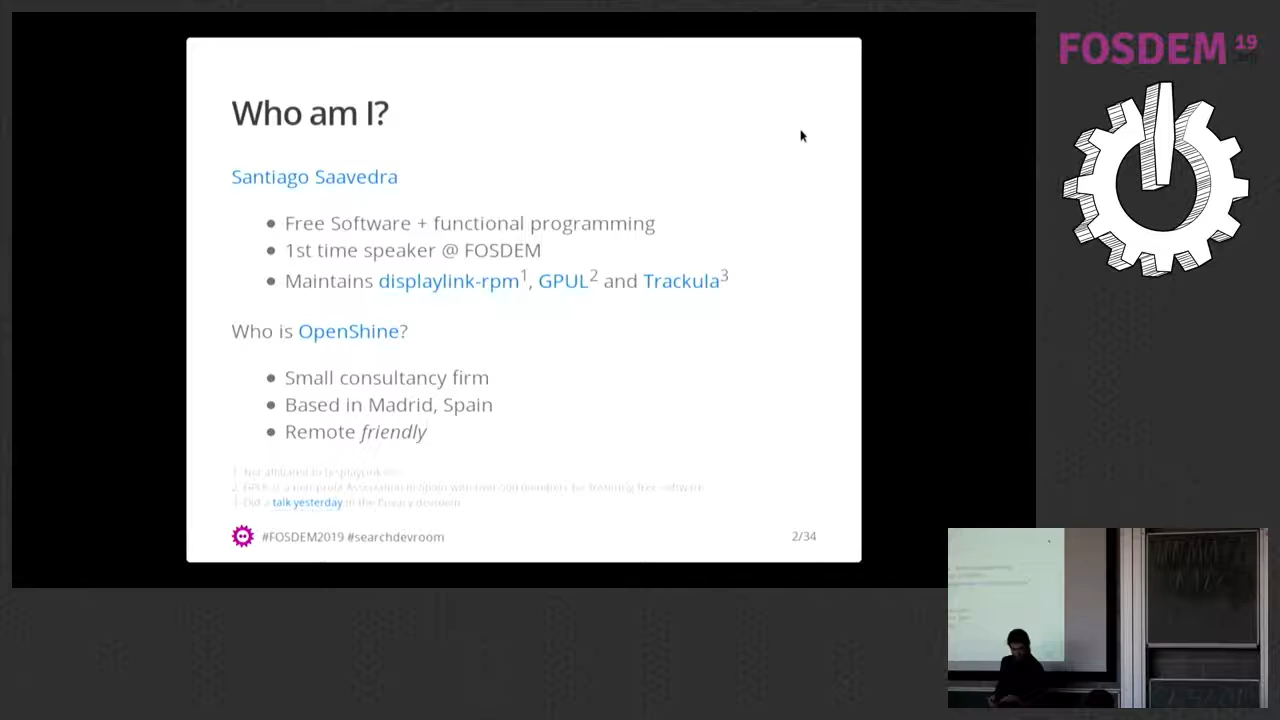 FOSDEM 19
Who am I?
Santiago Saavedra
Free Software + functional programming
1st time speaker @ FOSDEM
Maintains displaylink-rpm1, GPUL2 and Trackula3
Who is OpenShine?
Small consultancy firm
Based in Madrid, Spain
Remote friendly
1. Not affiliated to DisplayLink
2. GPUL is a non-profit Association in Spain with over 500 members for fostering free software
3. Did a talk yesterday in the Privacy devroom
#FOSDEM2019 #searchdevroom
2/34